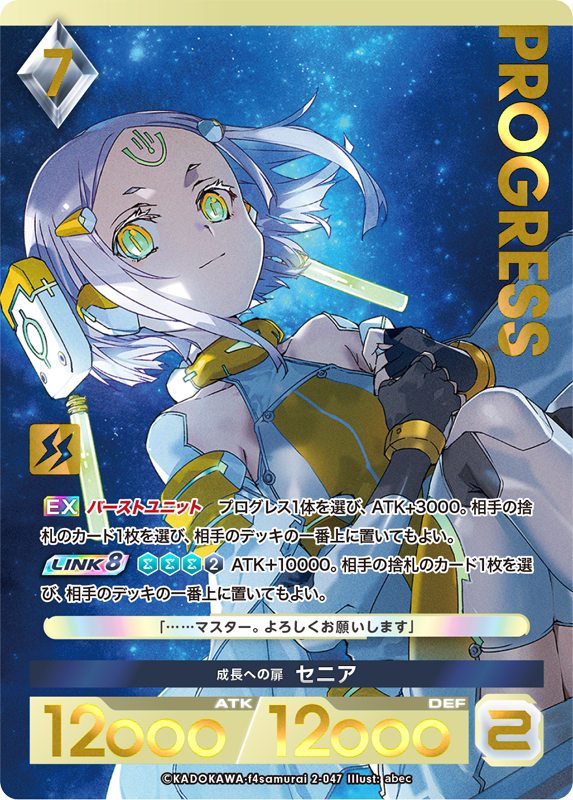 7
PROGRESS
EX バーストユニット プログレス1体を選び、ATK+3000。相手の捨
札のカード1枚を選び、相手のデッキの一番上に置いてもよい。
LINK8 ΣΣΣ2 ATK+10000。相手の捨札のカード1枚を選
び、相手のデッキの一番上に置いてもよい。
「……マスター。よろしくお願いします」
成長への扉 セニア
ATK DEF
12000 / 12000 2
©KADOKAWA-f4samurai 2-047 Illust: abec